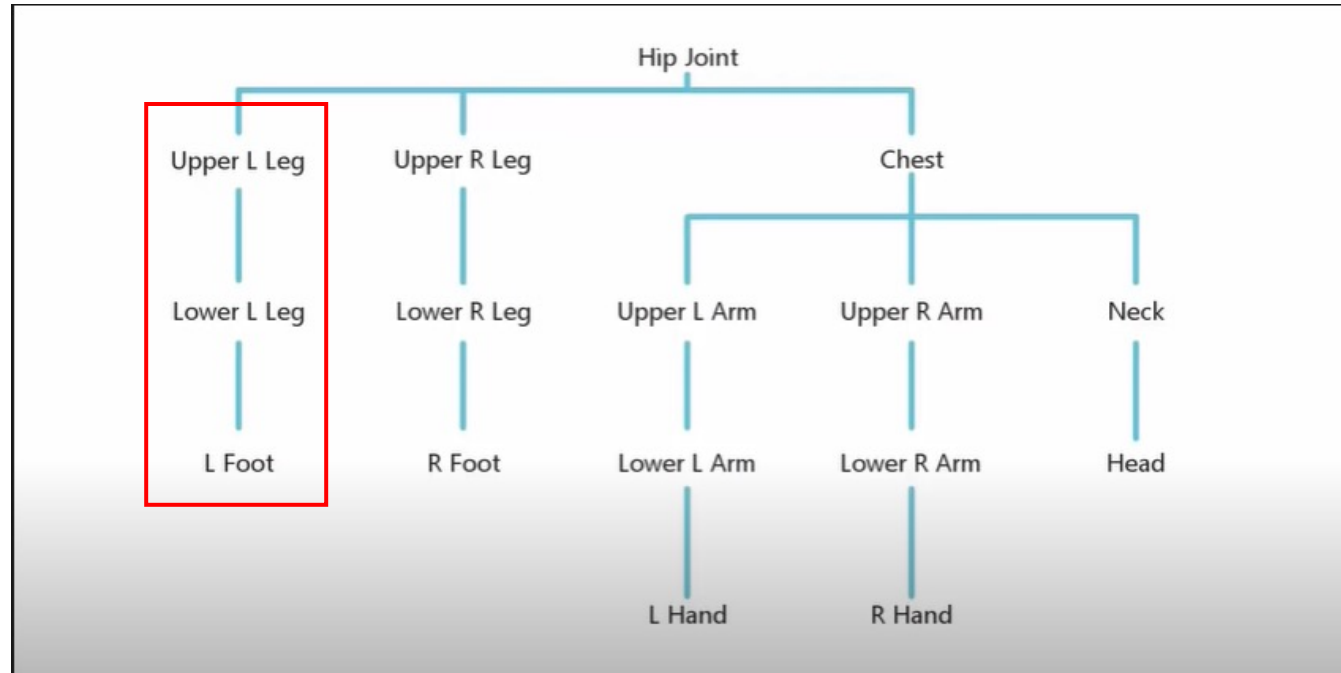 Hip Joint
Upper L Leg
Upper R Leg
Chest
Lower L Leg
Lower R Leg
Upper L Arm
Upper R Arm
Neck
L Foot
R Foot
Lower L Arm
Lower R Arm
Head
L Hand
R Hand